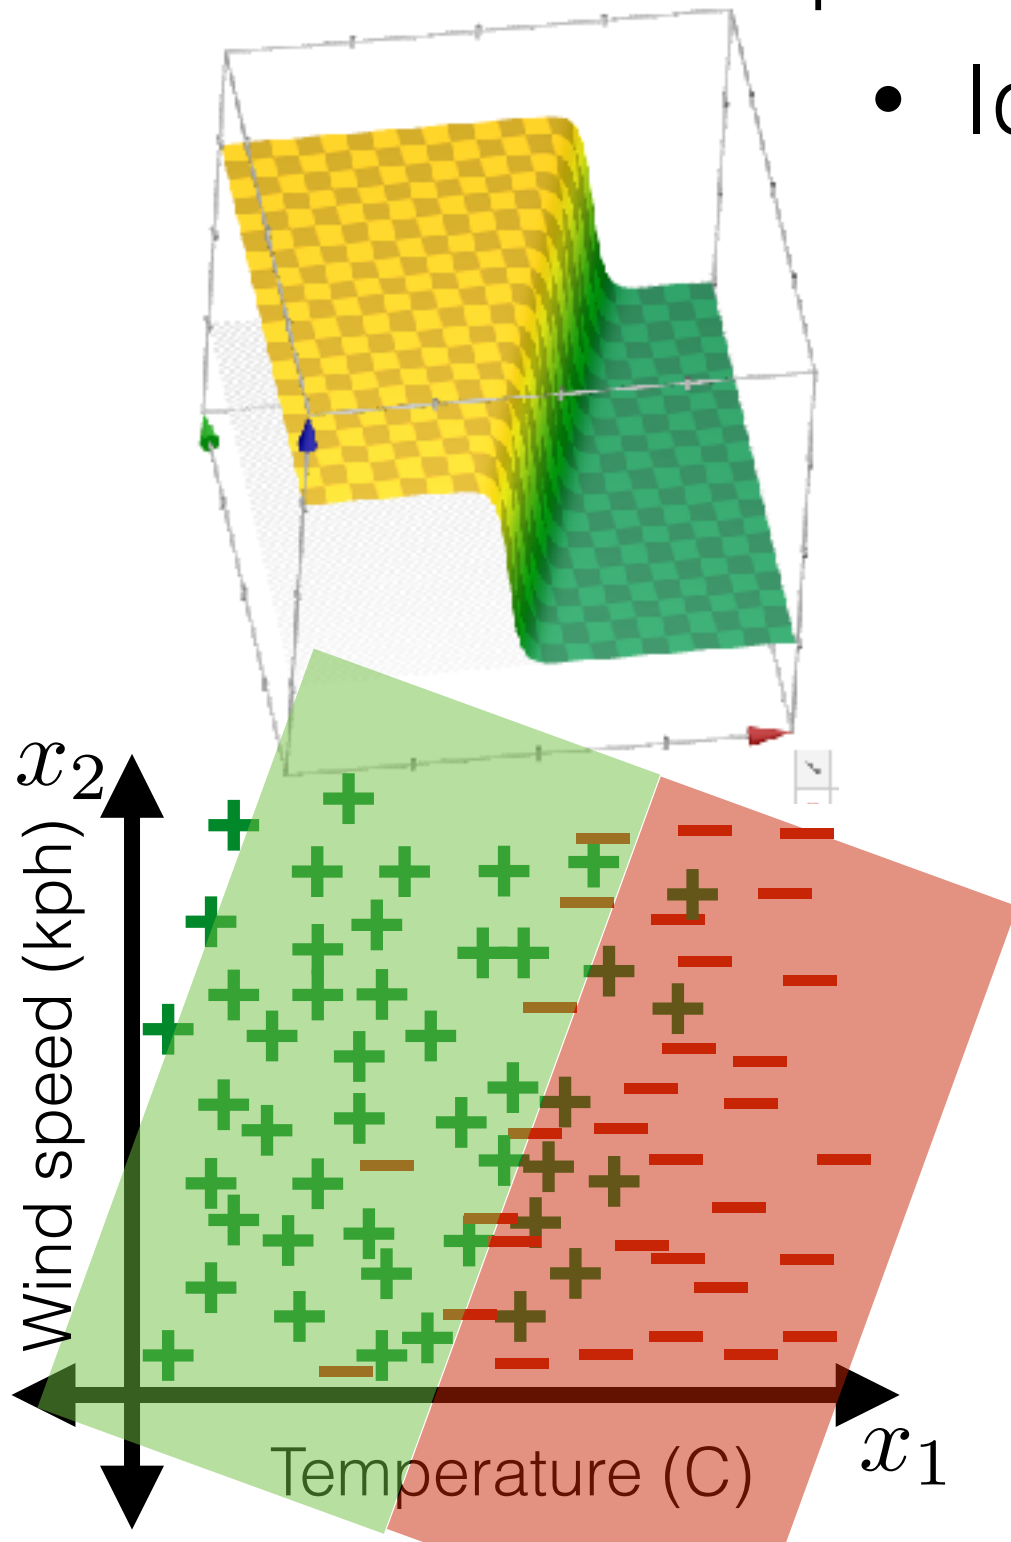 x₂
Wind speed (kph)
Temperature (C)
x₁